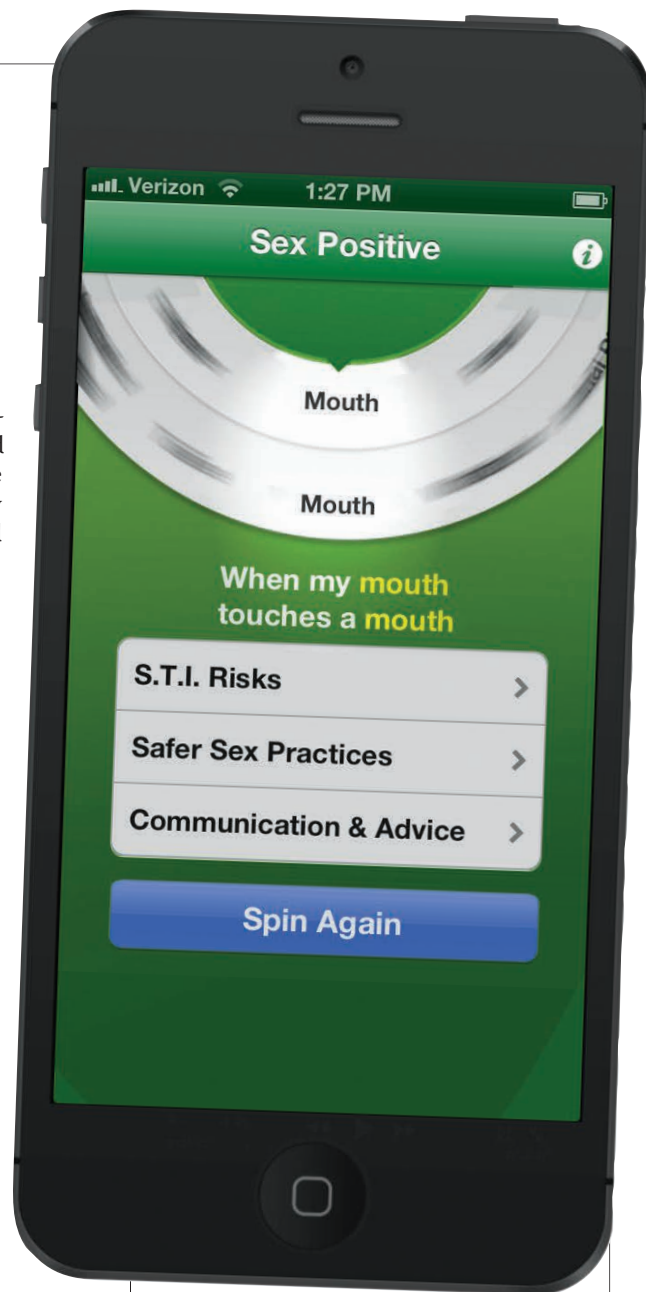 Verizon 1:27 PM
Sex Positive
Mouth
Mouth
When my mouth
touches a mouth
S.T.I. Risks
Safer Sex Practices
Communication & Advice
Spin Again